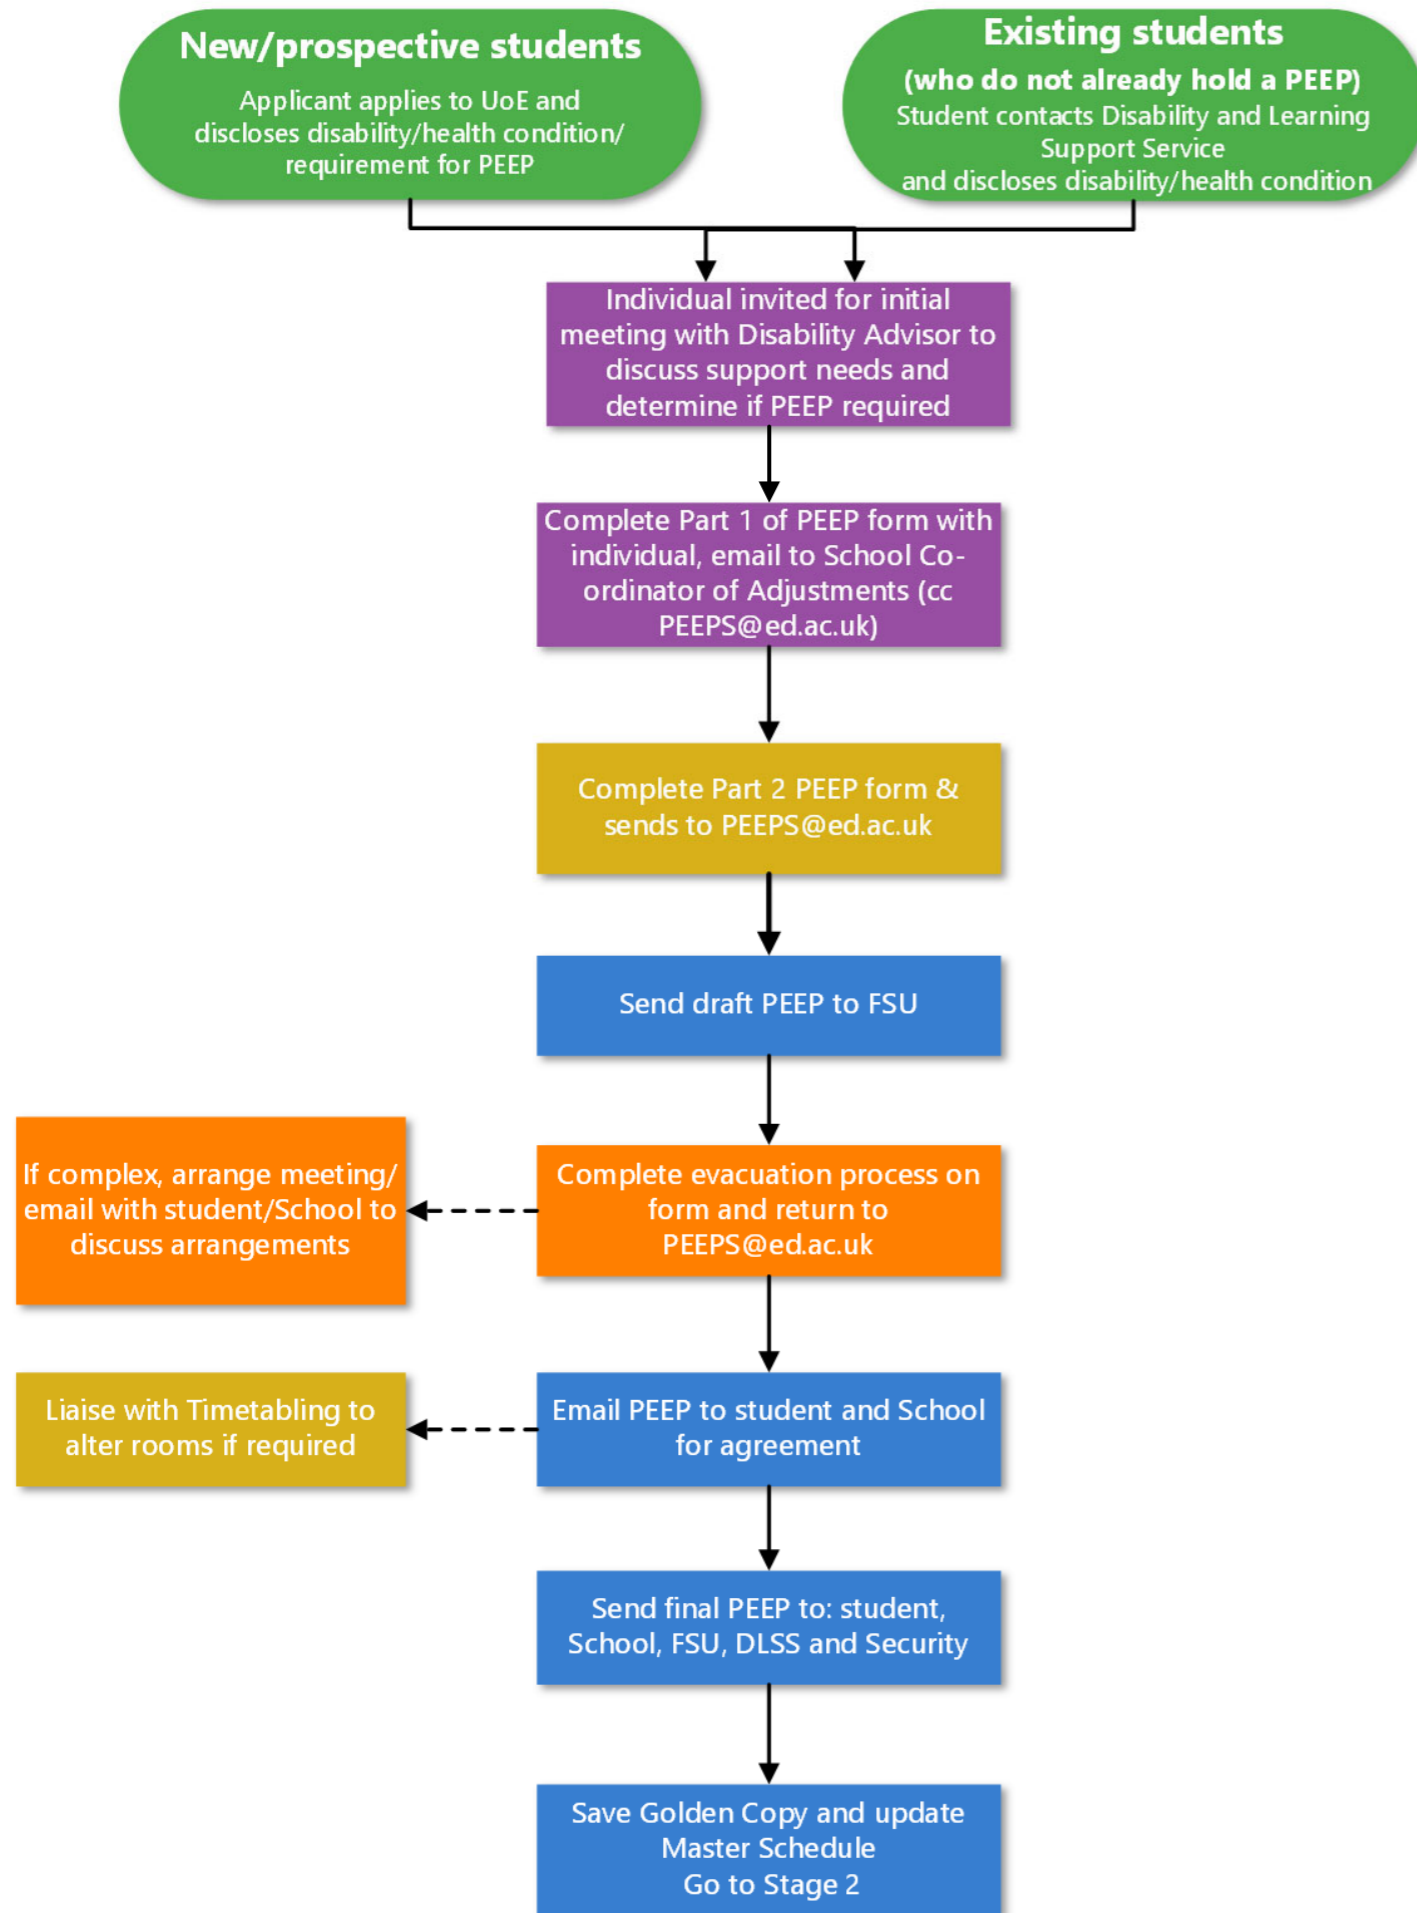 New/prospective students
Applicant applies to UoE and
discloses disability/health condition/
requirement for PEEP
Existing students
(who do not already hold a PEEP)
Student contacts Disability and Learning
Support Service
and discloses disability/health condition
Individual invited for initial
meeting with Disability Advisor to
discuss support needs and
determine if PEEP required
Complete Part 1 of PEEP form with
individual, email to School Co-
ordinator of Adjustments (cc
PEEPS@ed.ac.uk)
Complete Part 2 PEEP form &
sends to PEEPS@ed.ac.uk
Send draft PEEP to FSU
If complex, arrange meeting/
email with student/School to
discuss arrangements
Complete evacuation process on
form and return to
PEEPS@ed.ac.uk
Liaise with Timetabling to
alter rooms if required
Email PEEP to student and School
for agreement
Send final PEEP to: student,
School, FSU, DLSS and Security
Save Golden Copy and update
Master Schedule
Go to Stage 2